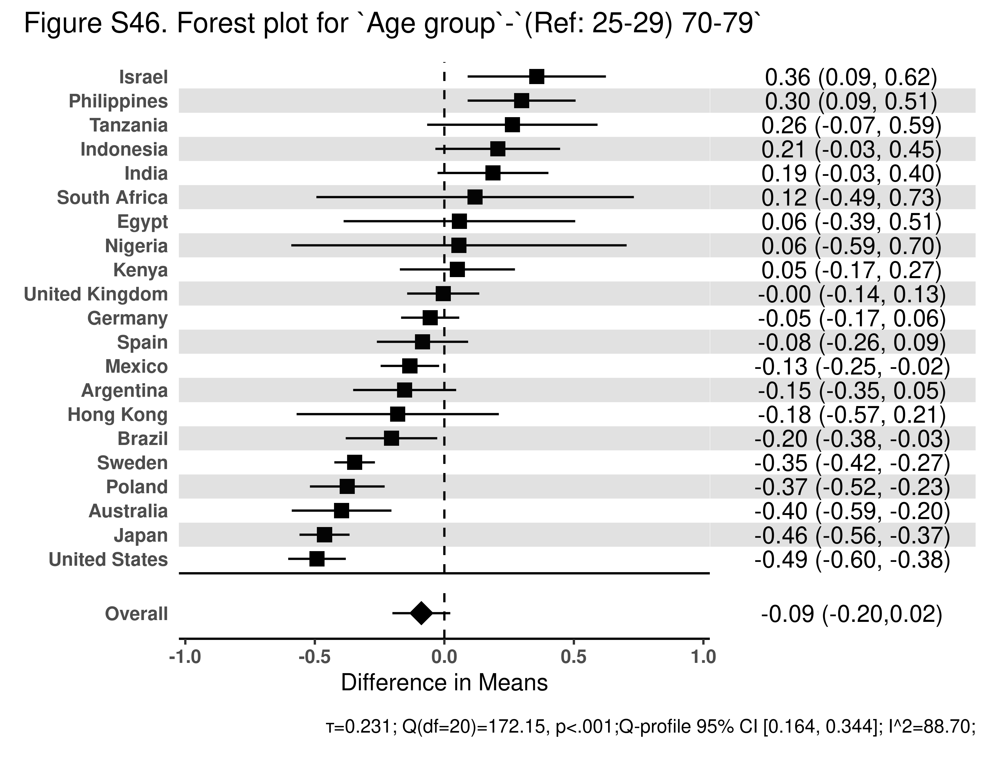 Figure S46. Forest plot for `Age group`-`(Ref: 25-29) 70-79`
Israel 0.36 (0.09, 0.62)
Philippines 0.30 (0.09, 0.51)
Tanzania 0.26 (-0.07, 0.59)
Indonesia 0.21 (-0.03, 0.45)
India 0.19 (-0.03, 0.40)
South Africa 0.12 (-0.49, 0.73)
Egypt 0.06 (-0.39, 0.51)
Nigeria 0.06 (-0.59, 0.70)
Kenya 0.05 (-0.17, 0.27)
United Kingdom -0.00 (-0.14, 0.13)
Germany -0.05 (-0.17, 0.06)
Spain -0.08 (-0.26, 0.09)
Mexico -0.13 (-0.25, -0.02)
Argentina -0.15 (-0.35, 0.05)
Hong Kong -0.18 (-0.57, 0.21)
Brazil -0.20 (-0.38, -0.03)
Sweden -0.35 (-0.42, -0.27)
Poland -0.37 (-0.52, -0.23)
Australia -0.40 (-0.59, -0.20)
Japan -0.46 (-0.56, -0.37)
United States -0.49 (-0.60, -0.38)
Overall -0.09 (-0.20,0.02)
-1.0 -0.5 0.0 0.5 1.0
Difference in Means
τ=0.231; Q(df=20)=172.15, p<.001;Q-profile 95% CI [0.164, 0.344]; I^2=88.70;